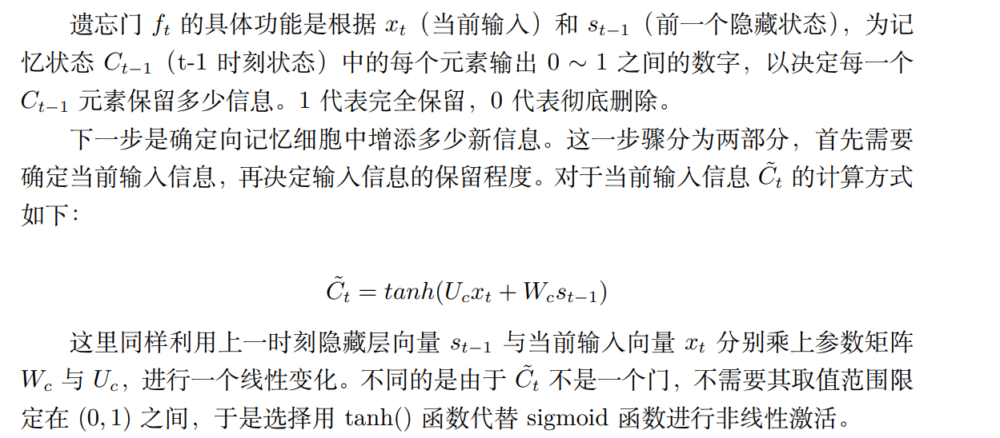 遗忘门 fₜ 的具体功能是根据 xₜ（当前输入）和 sₜ₋₁（前一个隐藏状态），为记
忆状态 Cₜ₋₁（t-1 时刻状态）中的每个元素输出 0 ∼ 1 之间的数字，以决定每一个
Cₜ₋₁ 元素保留多少信息。1 代表完全保留，0 代表彻底删除。
下一步是确定向记忆细胞中增添多少新信息。这一步骤分为两部分，首先需要
确定当前输入信息，再决定输入信息的保留程度。对于当前输入信息 C̃ₜ 的计算方式
如下：
C̃ₜ = tanh(U_c xₜ + W_c sₜ₋₁)
这里同样利用上一时刻隐藏层向量 sₜ₋₁ 与当前输入向量 xₜ 分别乘上参数矩阵
W_c 与 U_c，进行一个线性变化。不同的是由于 C̃ₜ 不是一个门，不需要其取值范围限
定在 (0, 1) 之间，于是选择用 tanh() 函数代替 sigmoid 函数进行非线性激活。